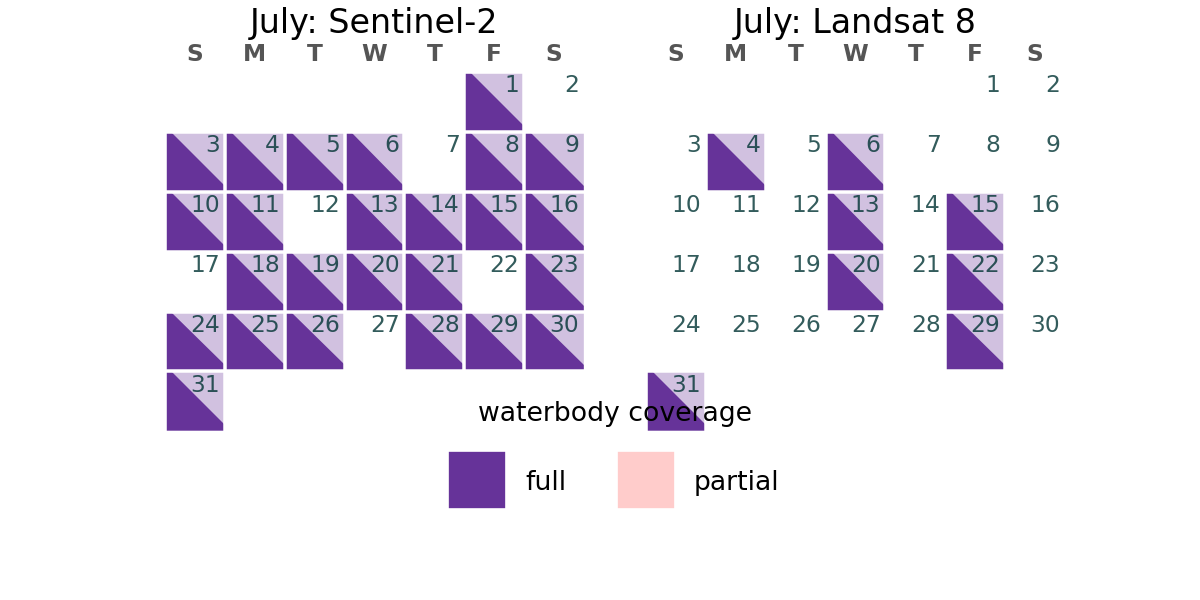 July: Sentinel-2
S M T W T F S
1 2
3 4 5 6 7 8 9
10 11 12 13 14 15 16
17 18 19 20 21 22 23
24 25 26 27 28 29 30
31
July: Landsat 8
S M T W T F S
1 2
3 4 5 6 7 8 9
10 11 12 13 14 15 16
17 18 19 20 21 22 23
24 25 26 27 28 29 30
31
waterbody coverage
full
partial